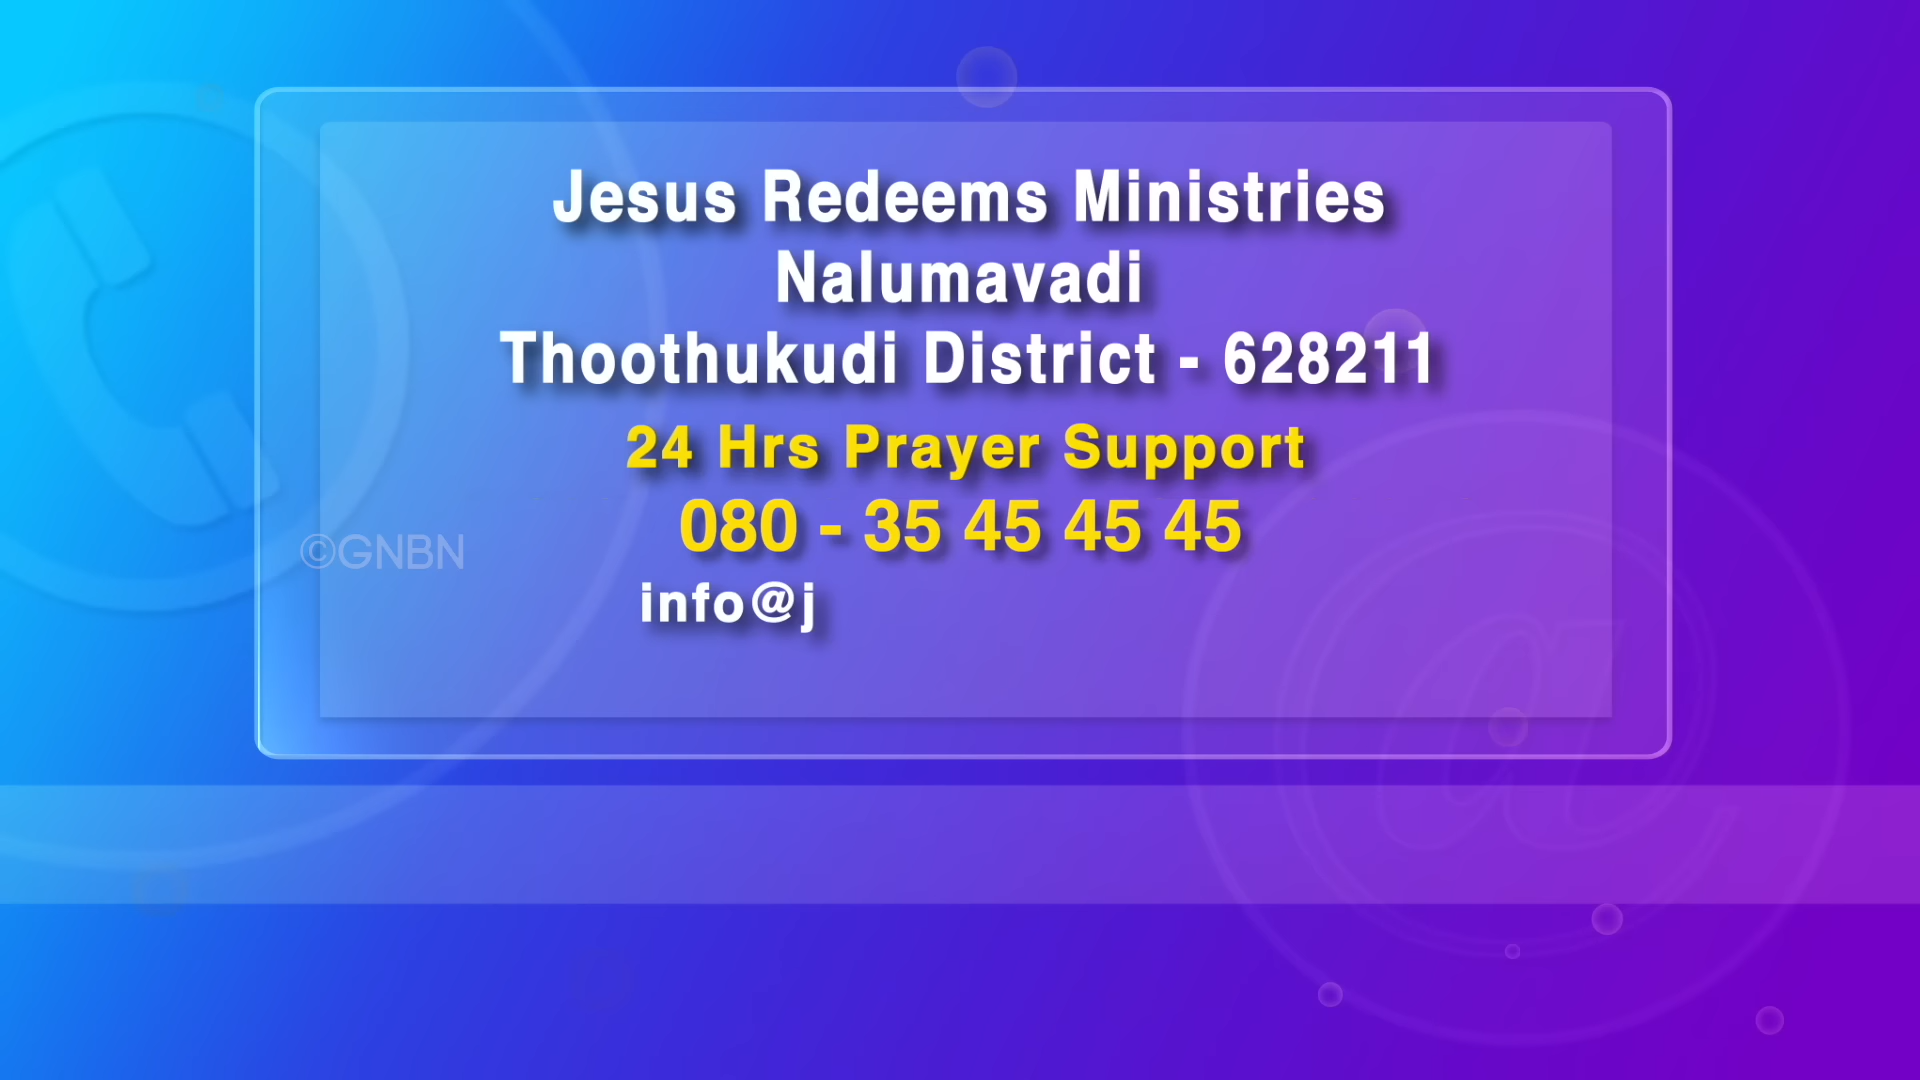 Jesus Redeems Ministries
Nalumavadi
Thoothukudi District - 628211
24 Hrs Prayer Support
080 - 35 45 45 45
©GNBN
info@j